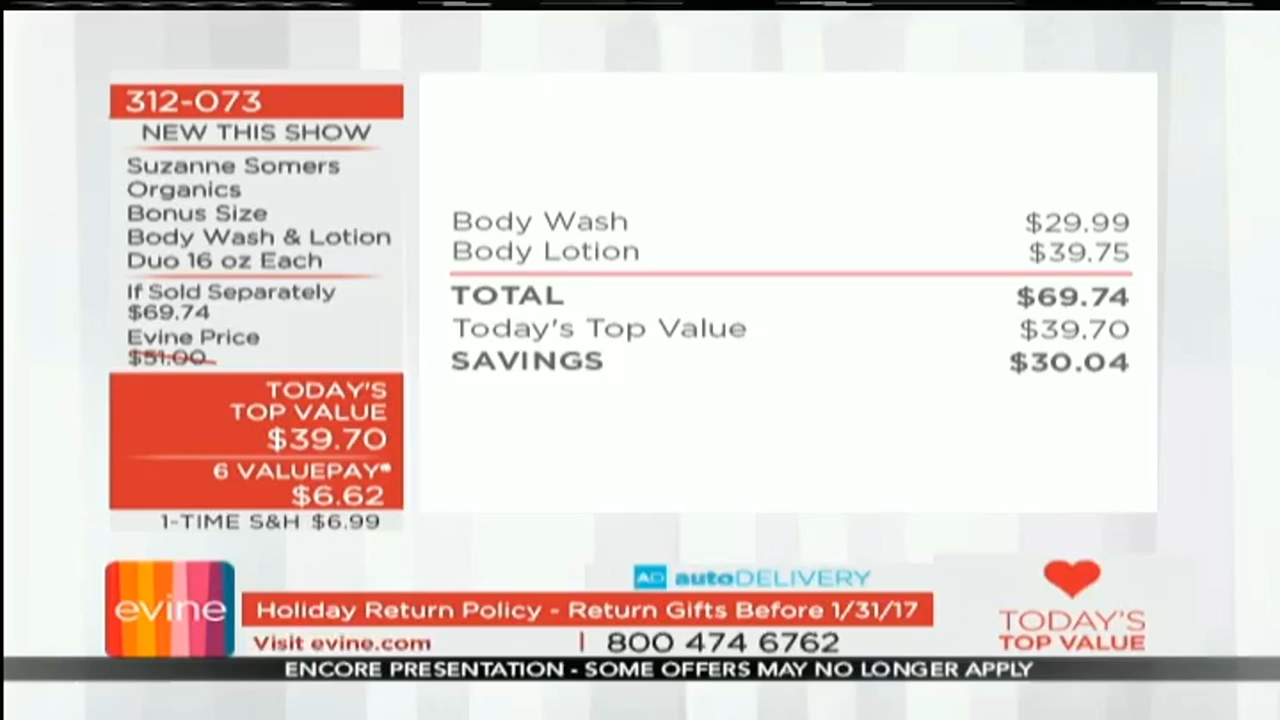 312-073
NEW THIS SHOW
Suzanne Somers
Organics
Bonus Size
Body Wash & Lotion
Duo 16 oz Each
If Sold Separately
$69.74
Evine Price
$51.00
TODAY'S
TOP VALUE
$39.70
6 VALUEPAY®
$6.62
1-TIME S&H $6.99
Body Wash $29.99
Body Lotion $39.75
TOTAL $69.74
Today's Top Value $39.70
SAVINGS $30.04
evine
AD autoDELIVERY
Holiday Return Policy - Return Gifts Before 1/31/17
Visit evine.com | 800 474 6762
TODAY'S
TOP VALUE
ENCORE PRESENTATION - SOME OFFERS MAY NO LONGER APPLY